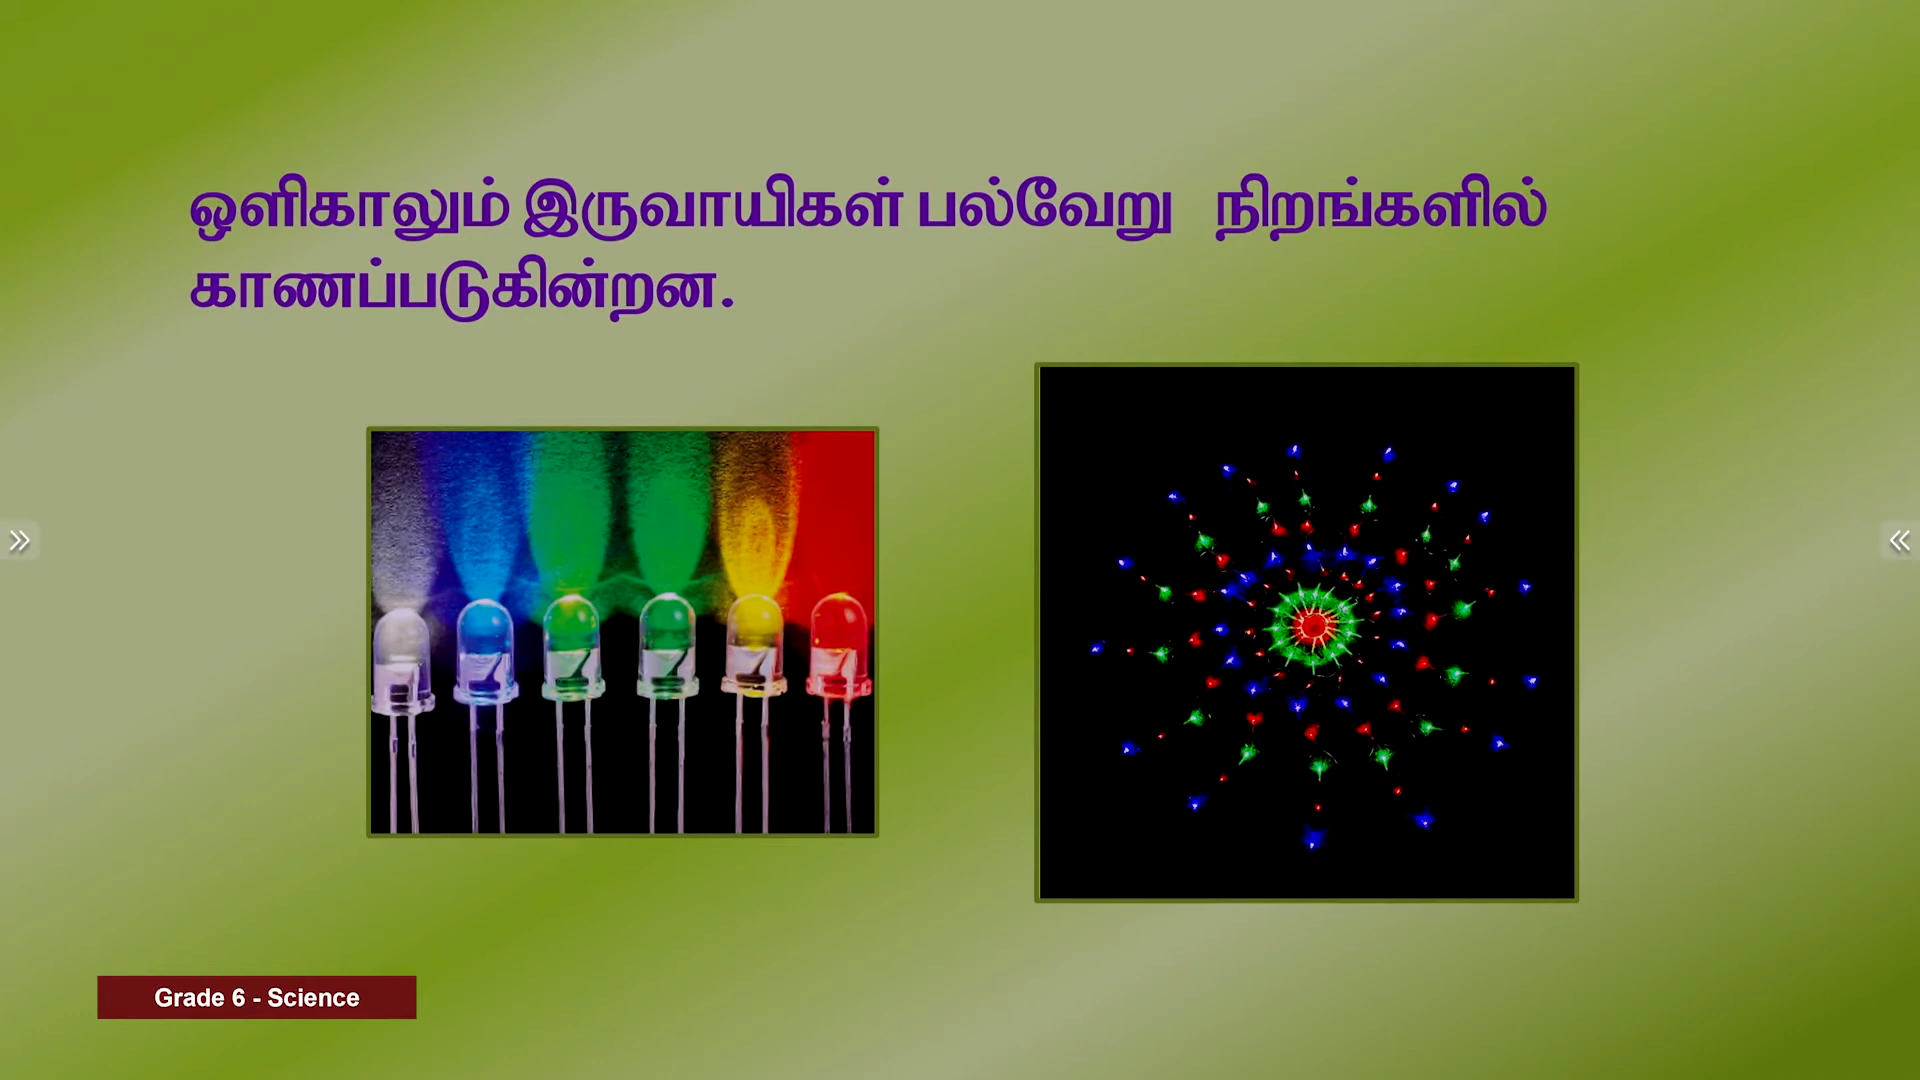 ஒளிகாலும் இருவாயிகள் பல்வேறு நிறங்களில்
காணப்படுகின்றன.
Grade 6 - Science